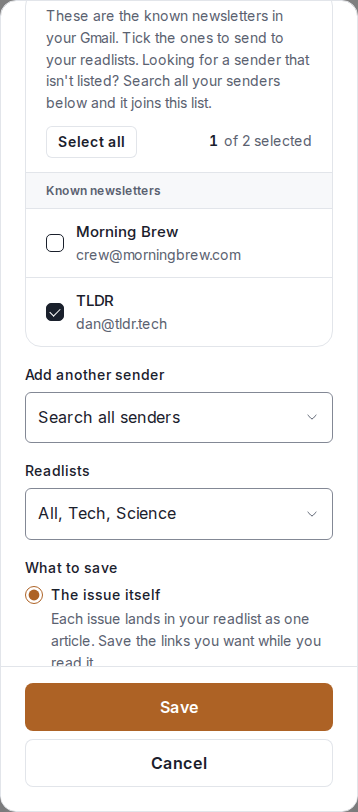 These are the known newsletters in
your Gmail. Tick the ones to send to
your readlists. Looking for a sender that
isn't listed? Search all your senders
below and it joins this list.
Select all
1 of 2 selected
Known newsletters
Morning Brew
crew@morningbrew.com
TLDR
dan@tldr.tech
Add another sender
Search all senders
Readlists
All, Tech, Science
What to save
The issue itself
Each issue lands in your readlist as one
article. Save the links you want while you
read it
Save
Cancel